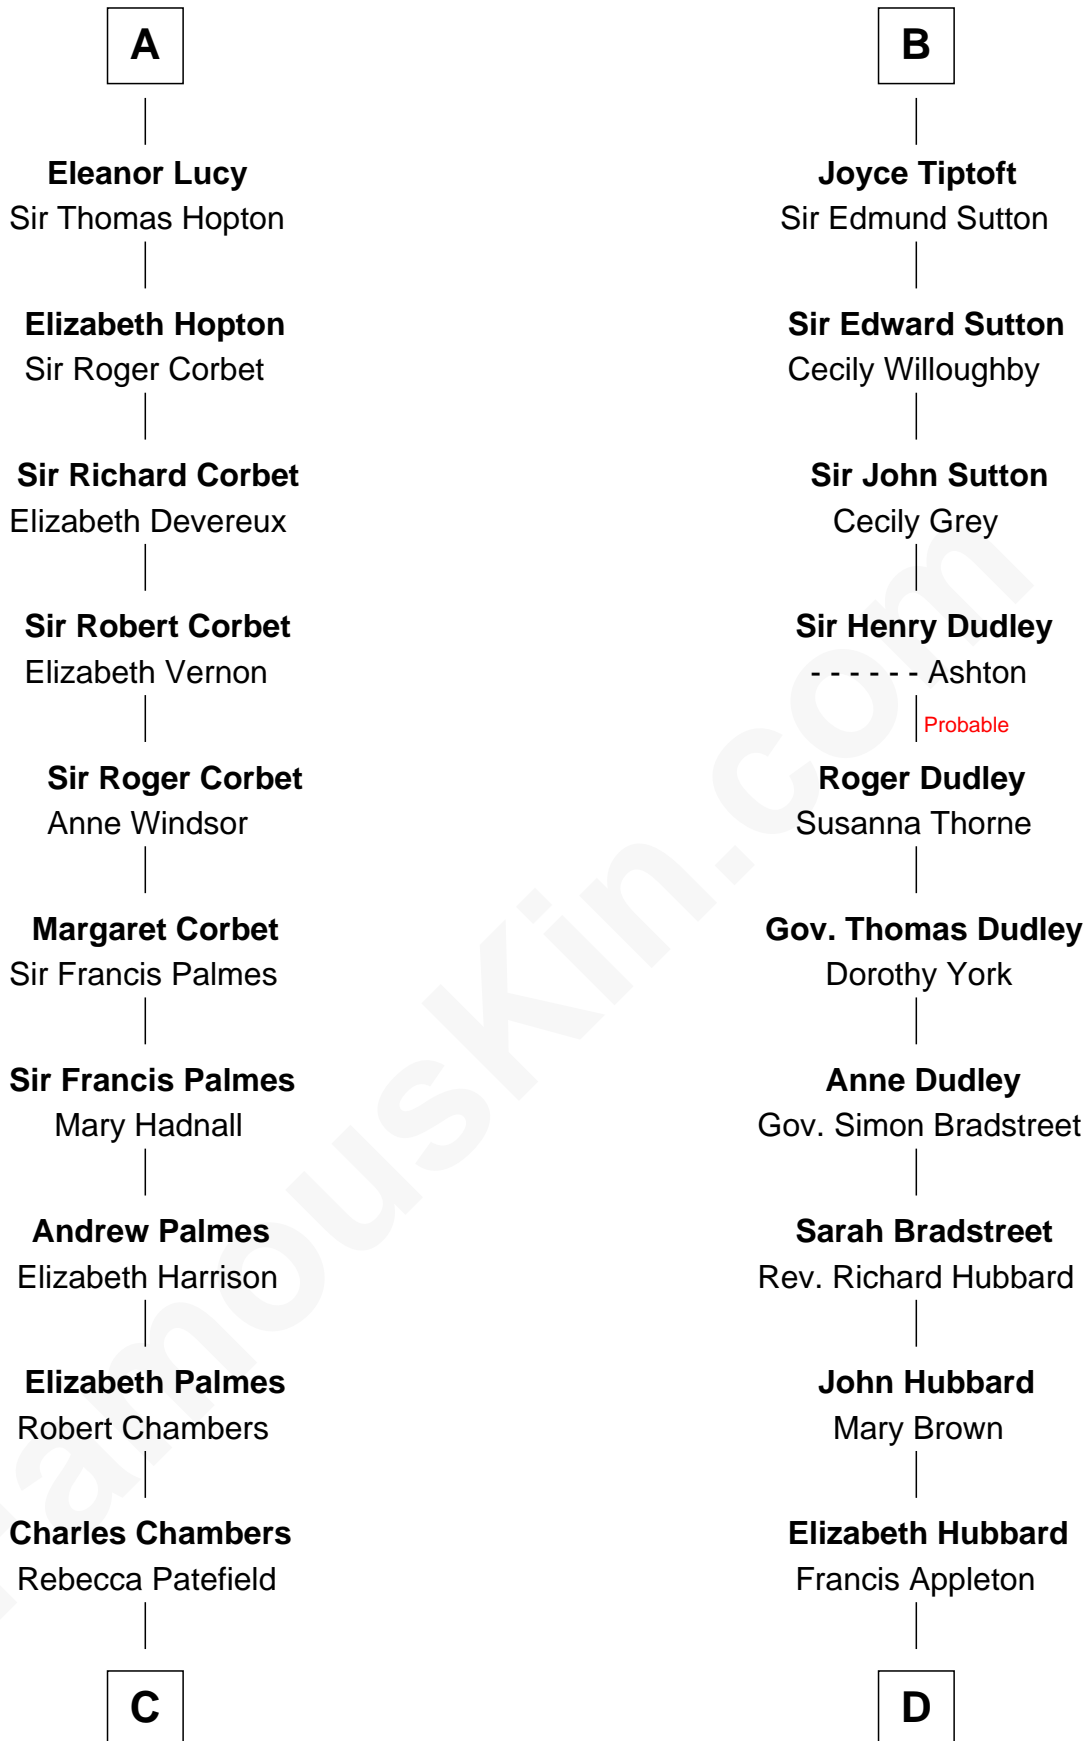 A
Eleanor Lucy
Sir Thomas Hopton
Elizabeth Hopton
Sir Roger Corbet
Sir Richard Corbet
Elizabeth Devereux
Sir Robert Corbet
Elizabeth Vernon
Sir Roger Corbet
Anne Windsor
Margaret Corbet
Sir Francis Palmes
Sir Francis Palmes
Mary Hadnall
Andrew Palmes
Elizabeth Harrison
Elizabeth Palmes
Robert Chambers
Charles Chambers
Rebecca Patefield
C
B
Joyce Tiptoft
Sir Edmund Sutton
Sir Edward Sutton
Cecily Willoughby
Sir John Sutton
Cecily Grey
Sir Henry Dudley
- - - - - - Ashton
Probable
Roger Dudley
Susanna Thorne
Gov. Thomas Dudley
Dorothy York
Anne Dudley
Gov. Simon Bradstreet
Sarah Bradstreet
Rev. Richard Hubbard
John Hubbard
Mary Brown
Elizabeth Hubbard
Francis Appleton
D
FamousKin.com